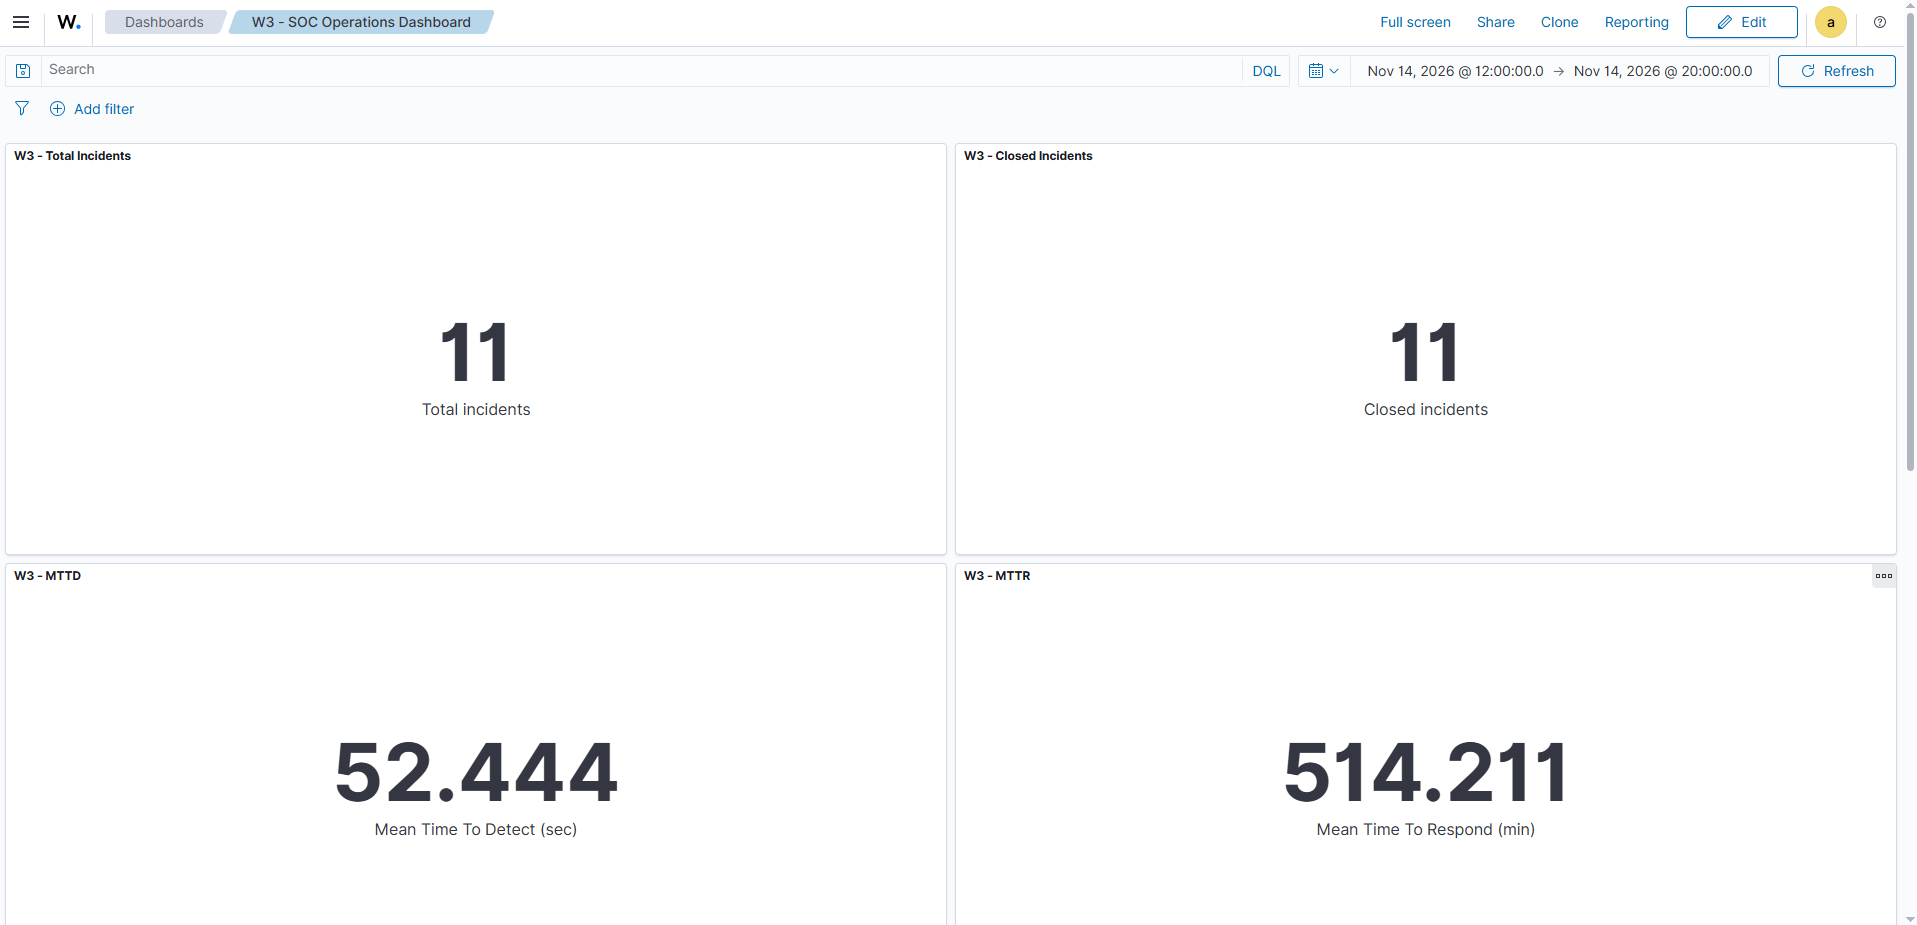 W.
Dashboards
W3 - SOC Operations Dashboard
Full screen
Share
Clone
Reporting
Edit
a
Search
DQL
Nov 14, 2026 @ 12:00:00.0 → Nov 14, 2026 @ 20:00:00.0
Refresh
Add filter
W3 - Total Incidents
11
Total incidents
W3 - Closed Incidents
11
Closed incidents
W3 - MTTD
52.444
Mean Time To Detect (sec)
W3 - MTTR
514.211
Mean Time To Respond (min)